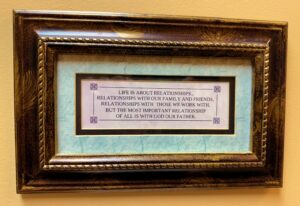 LIFE IS ABOUT RELATIONSHIPS...
RELATIONSHIPS WITH OUR FAMILY AND FRIENDS,
RELATIONSHIPS WITH THOSE WE WORK WITH,
BUT THE MOST IMPORTANT RELATIONSHIP
OF ALL IS WITH GOD OUR FATHER.